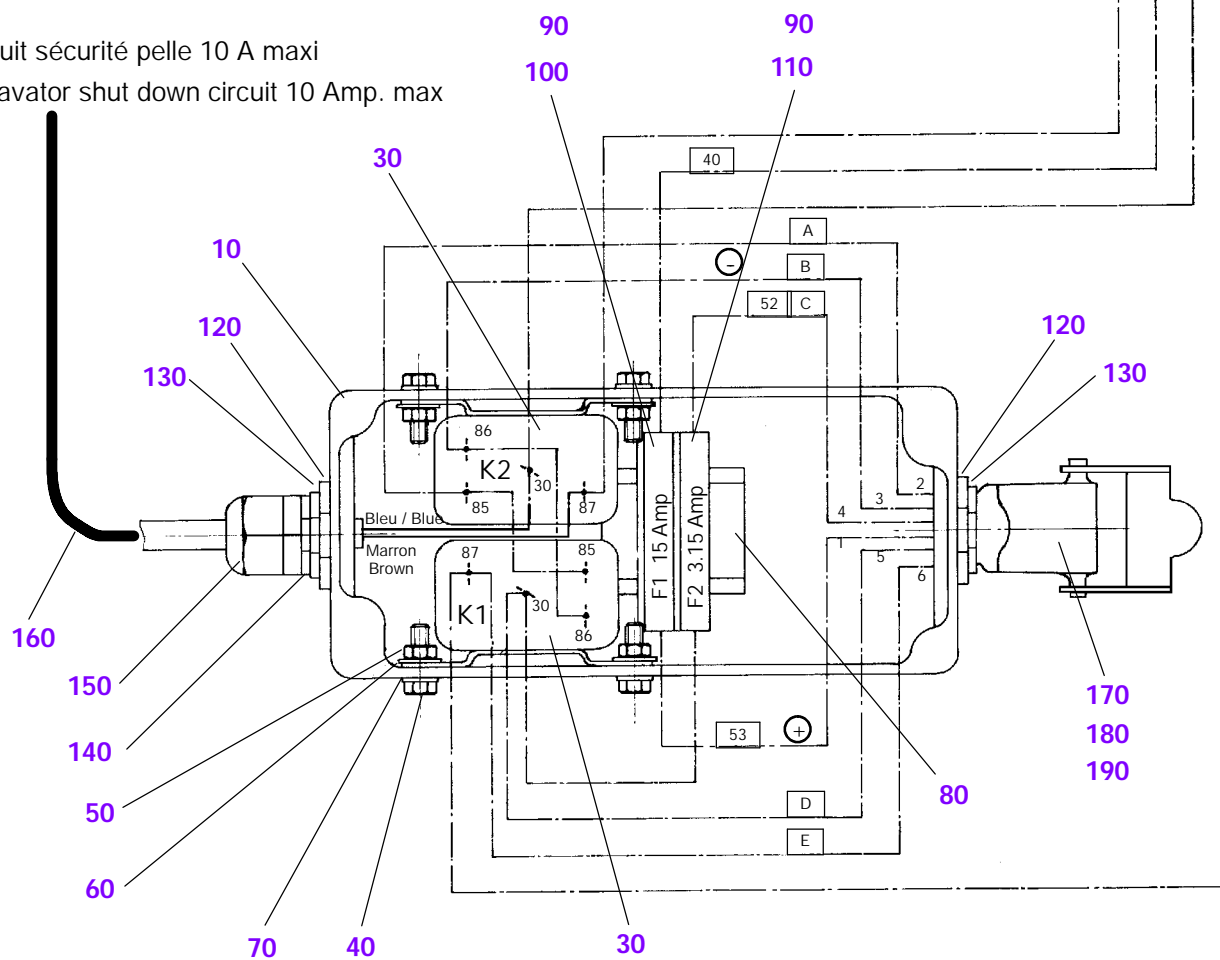 90
90
uit sécurité pelle 10 A maxi
100
110
avator shut down circuit 10 Amp. max
30
40
A
10
-
B
52
C
120
120
130
130
86
K2
30
85
87
2
3
4
Bleu / Blue
Marron
Brown
1
5
6
87
85
K1
30
86
F1 15 Amp
F2 3.15 Amp
160
150
170
140
53
+
180
190
50
80
D
E
60
70
40
30